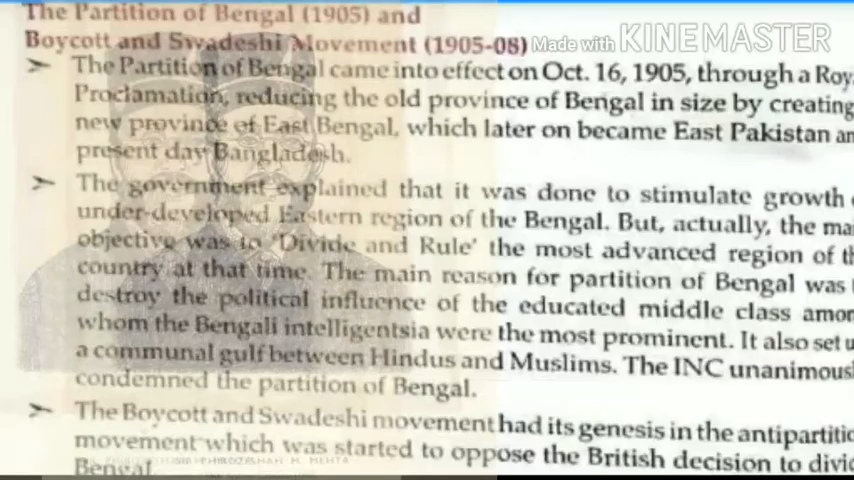 The Partition of Bengal (1905) and
Boycott and Swadeshi Movement (1905-08)
Made with KINEMASTER
➢ The Partition of Bengal came into effect on Oct. 16, 1905, through a Roy
Proclamation, reducing the old province of Bengal in size by creating
new province of East Bengal, which later on became East Pakistan an
present day Bangladesh.
➢ The government explained that it was done to stimulate growth
under-developed Eastern region of the Bengal. But, actually, the mai
objective was to 'Divide and Rule' the most advanced region of th
country at that time. The main reason for partition of Bengal was
destroy the political influence of the educated middle class amon
whom the Bengali intelligentsia were the most prominent. It also set u
a communal gulf between Hindus and Muslims. The INC unanimousl
condemned the partition of Bengal.
➢ The Boycott and Swadeshi movement had its genesis in the antipartitio
movement which was started to oppose the British decision to divid
Bengal